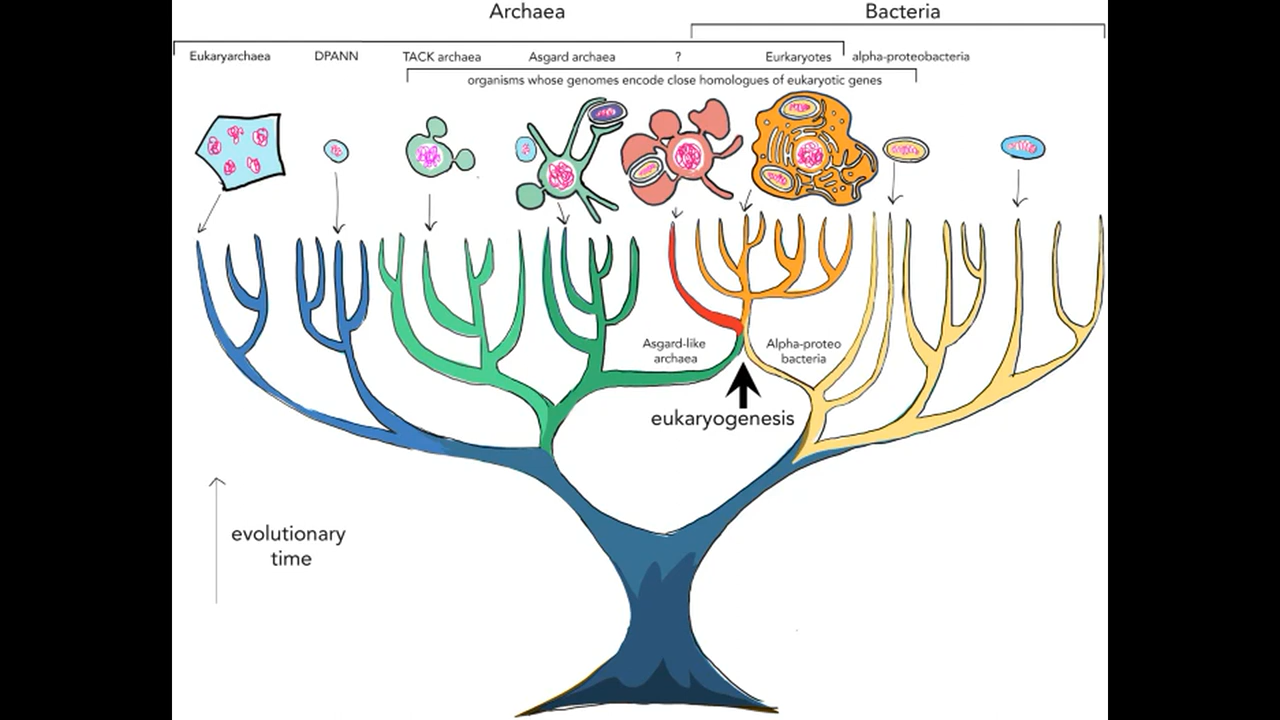 Archaea
Bacteria
Eukaryarchaea
DPANN
TACK archaea
Asgard archaea
?
Eurkaryotes
alpha-proteobacteria
organisms whose genomes encode close homologues of eukaryotic genes
Asgard-like
archaea
Alpha-proteo
bacteria
eukaryogenesis
evolutionary
time